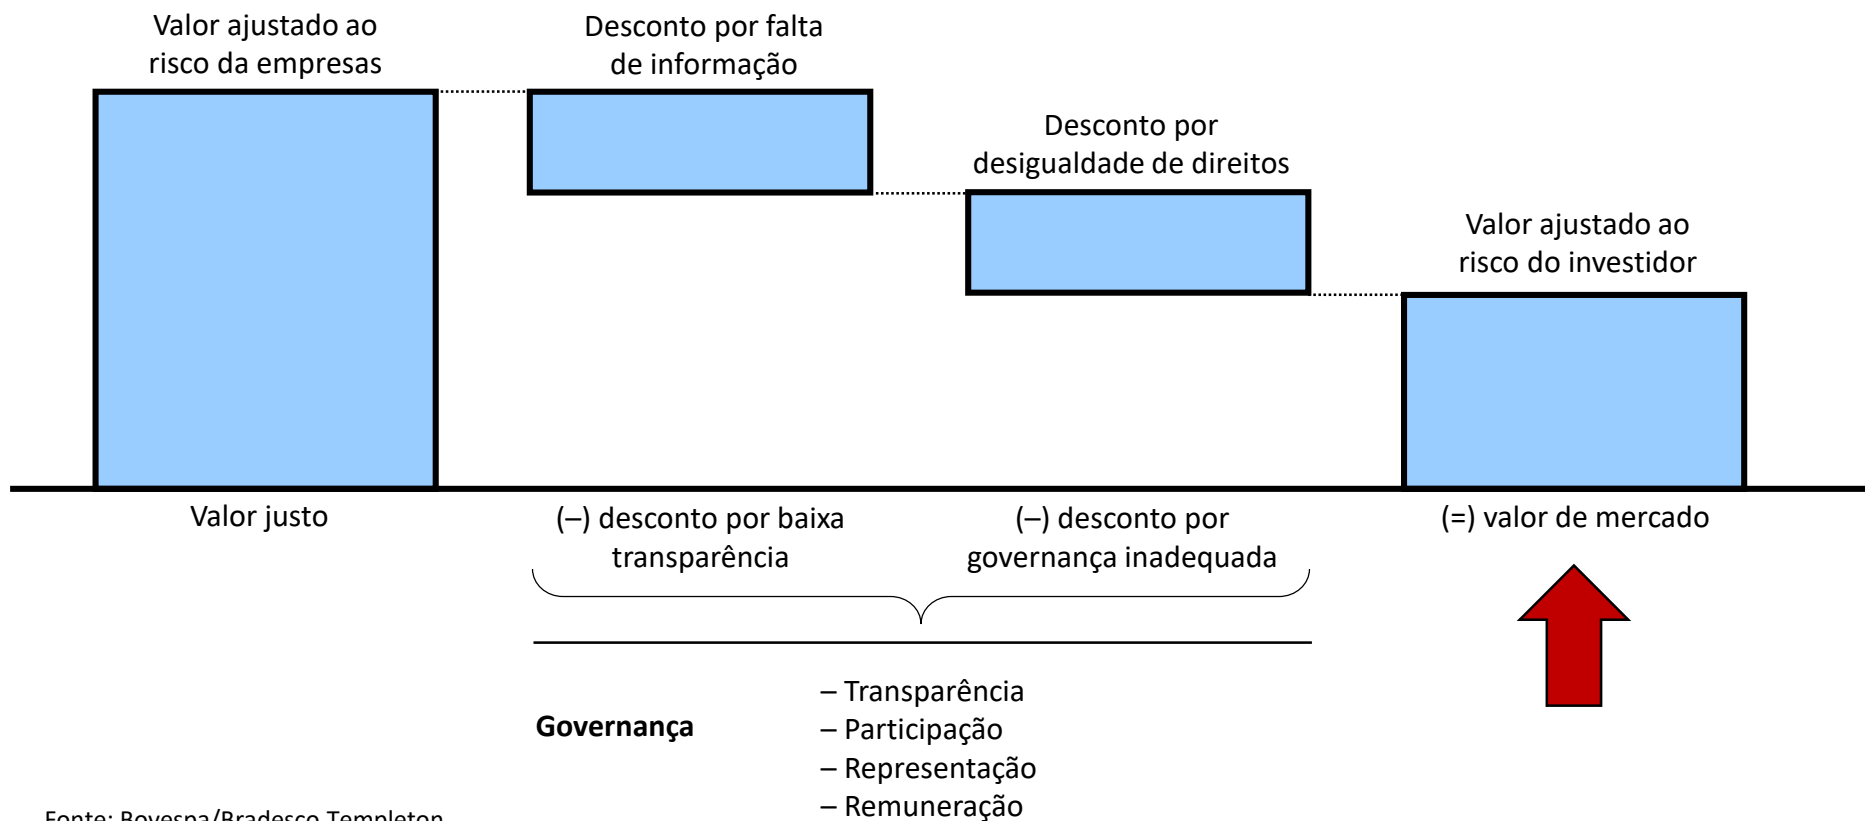 Valor ajustado ao
risco da empresas
Desconto por falta
de informação
Desconto por
desigualdade de direitos
Valor ajustado ao
risco do investidor
Valor justo
(–) desconto por baixa
transparência
(–) desconto por
governança inadequada
(=) valor de mercado
Governança
– Transparência
– Participação
– Representação
– Remuneração
Fonte: Bovespa/Bradesco Templeton